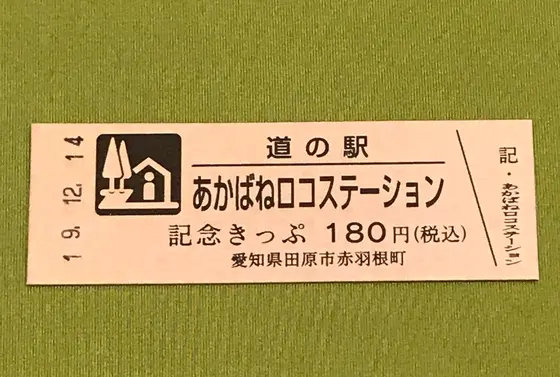 19.12.14
道の駅
あかばねロコステーション
記念きっぷ 180円(税込)
愛知県田原市赤羽根町
記・あかばねロコステーション